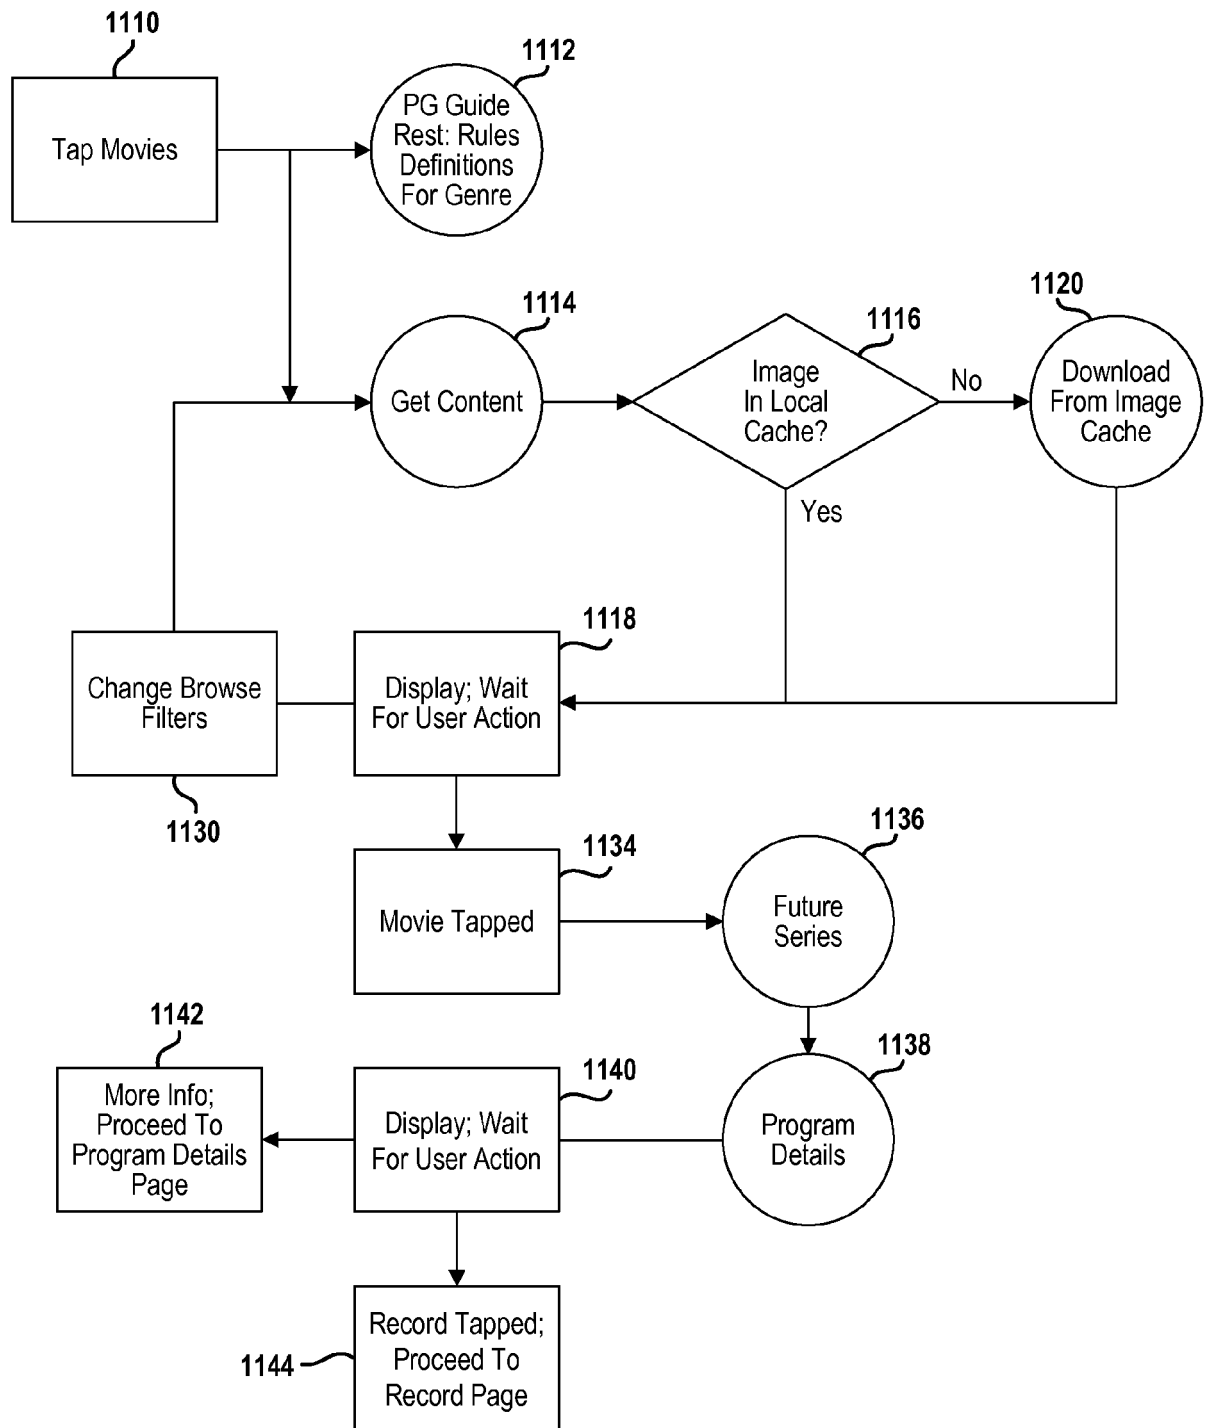 1110
Tap Movies
1112
PG Guide
Rest: Rules
Definitions
For Genre
1114
Get Content
1116
Image
In Local
Cache?
No
Yes
1120
Download
From Image
Cache
1118
Display; Wait
For User Action
Change Browse
Filters
1130
1134
Movie Tapped
1136
Future
Series
1138
Program
Details
1140
Display; Wait
For User Action
1142
More Info;
Proceed To
Program Details
Page
1144
Record Tapped;
Proceed To
Record Page